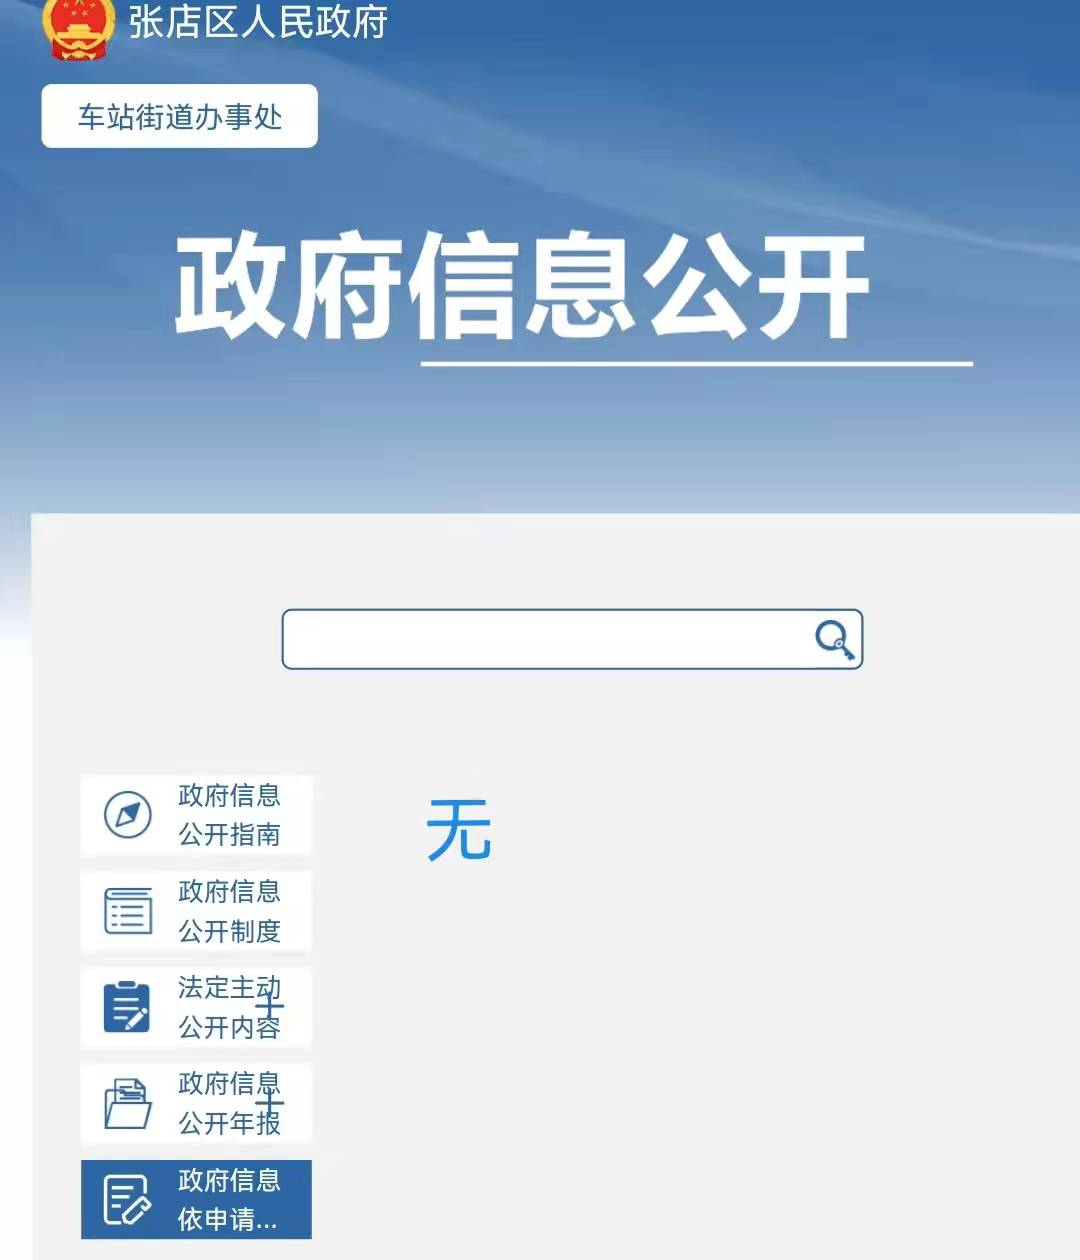 张店区人民政府
车站街道办事处
政府信息公开
政府信息
公开指南
无
政府信息
公开制度
法定主动
公开内容
政府信息
公开年报
政府信息
依申请...